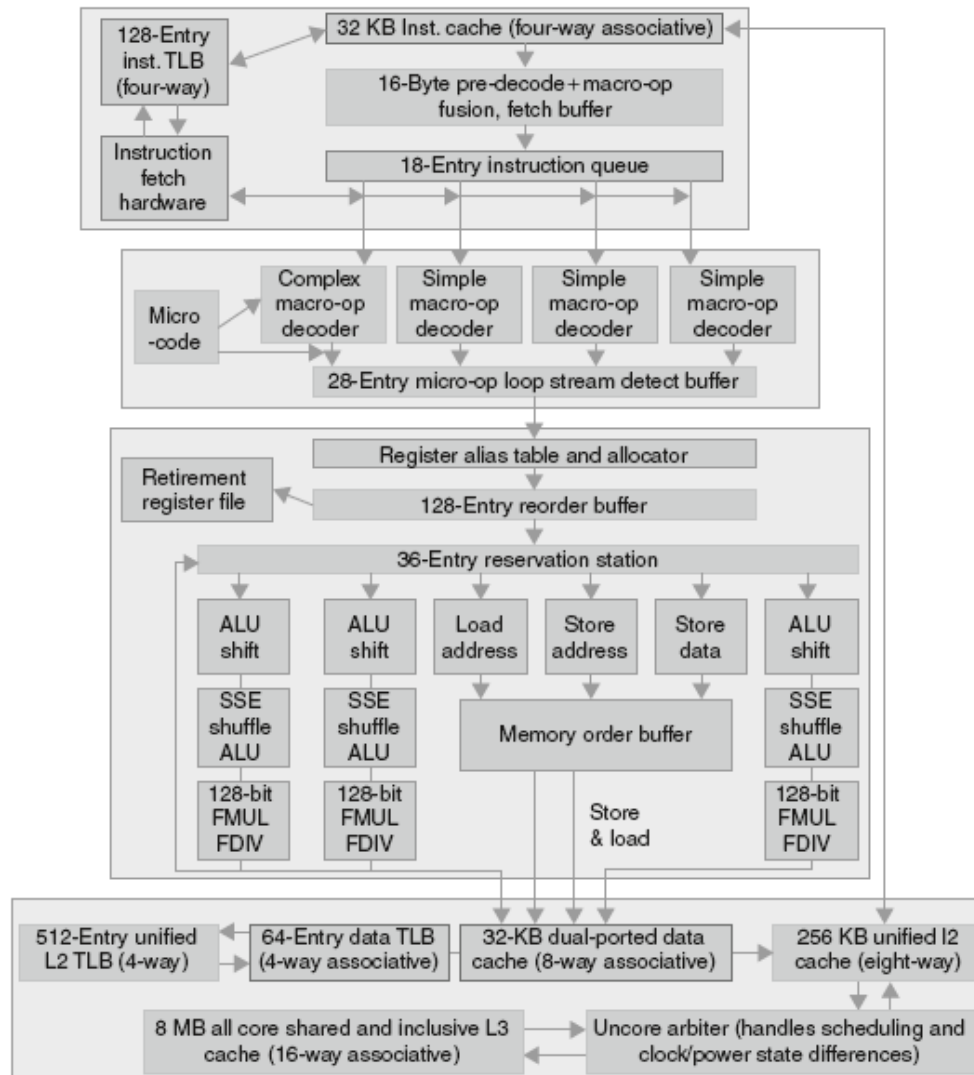 128-Entry
inst. TLB
(four-way)
32 KB Inst. cache (four-way associative)
16-Byte pre-decode+macro-op
fusion, fetch buffer
Instruction
fetch
hardware
18-Entry instruction queue
Micro
-code
Complex
macro-op
decoder
Simple
macro-op
decoder
Simple
macro-op
decoder
Simple
macro-op
decoder
28-Entry micro-op loop stream detect buffer
Register alias table and allocator
Retirement
register file
128-Entry reorder buffer
36-Entry reservation station
ALU
shift
ALU
shift
Load
address
Store
address
Store
data
ALU
shift
SSE
shuffle
ALU
SSE
shuffle
ALU
Memory order buffer
SSE
shuffle
ALU
128-bit
FMUL
FDIV
128-bit
FMUL
FDIV
Store
& load
128-bit
FMUL
FDIV
512-Entry unified
L2 TLB (4-way)
64-Entry data TLB
(4-way associative)
32-KB dual-ported data
cache (8-way associative)
256 KB unified l2
cache (eight-way)
8 MB all core shared and inclusive L3
cache (16-way associative)
Uncore arbiter (handles scheduling and
clock/power state differences)